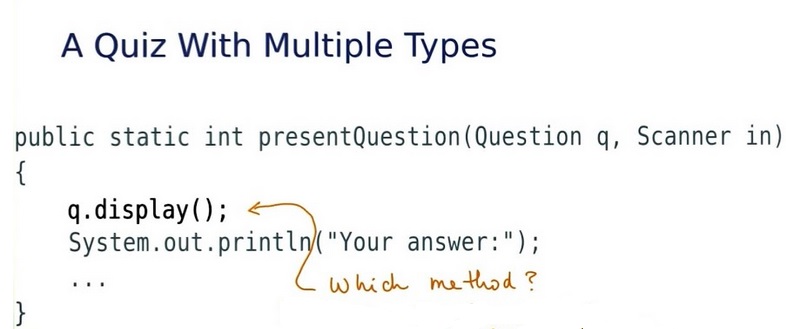 A Quiz With Multiple Types
public static int presentQuestion(Question q, Scanner in)
{
q.display();
System.out.println("Your answer:");
...
which method?
}